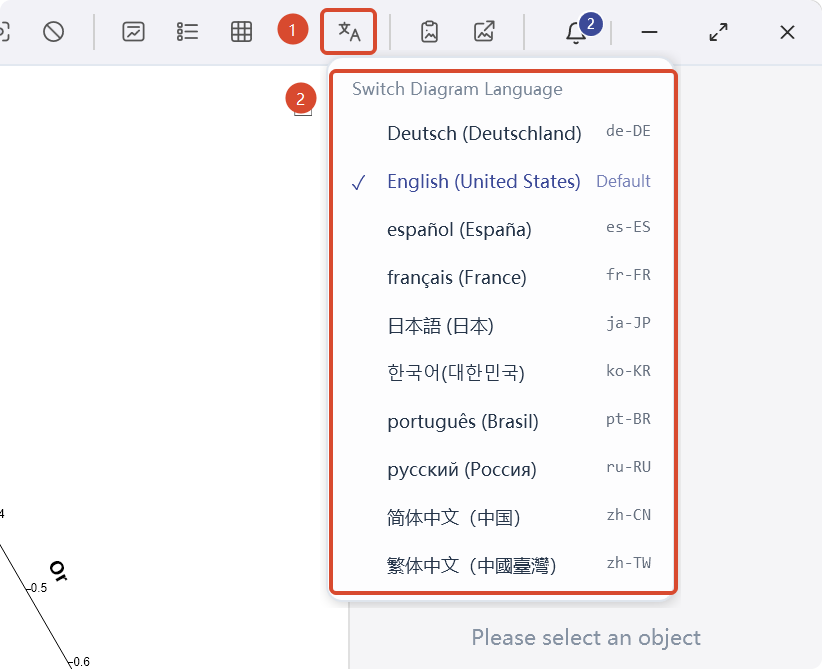 1
2
2
Switch Diagram Language
Deutsch (Deutschland) de-DE
✓ English (United States) Default
español (España) es-ES
français (France) fr-FR
日本語 (日本) ja-JP
한국어(대한민국) ko-KR
português (Brasil) pt-BR
русский (Россия) ru-RU
简体中文（中国） zh-CN
繁体中文（中國臺灣） zh-TW
4
Or
0.5
0.6
Please select an object